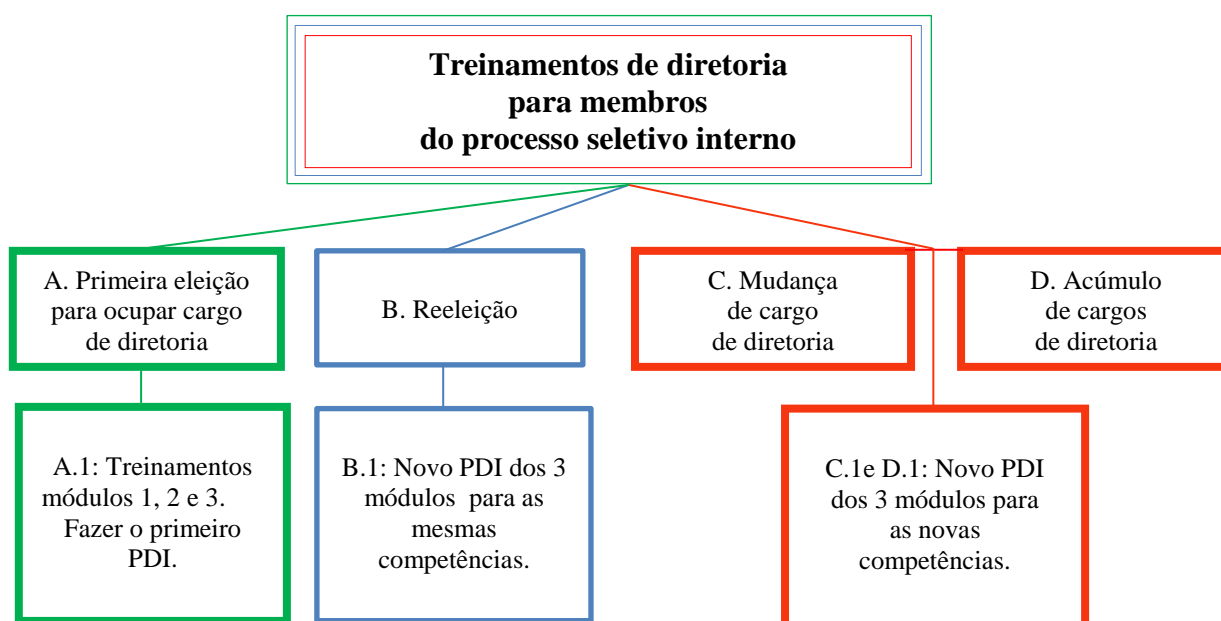 Treinamentos de diretoria
para membros
do processo seletivo interno
A. Primeira eleição
para ocupar cargo
de diretoria
B. Reeleição
C. Mudança
de cargo
de diretoria
D. Acúmulo
de cargos
de diretoria
A.1: Treinamentos
módulos 1, 2 e 3.
Fazer o primeiro
PDI.
B.1: Novo PDI dos 3
módulos para as
mesmas
competências.
C.1e D.1: Novo PDI
dos 3 módulos para
as novas
competências.